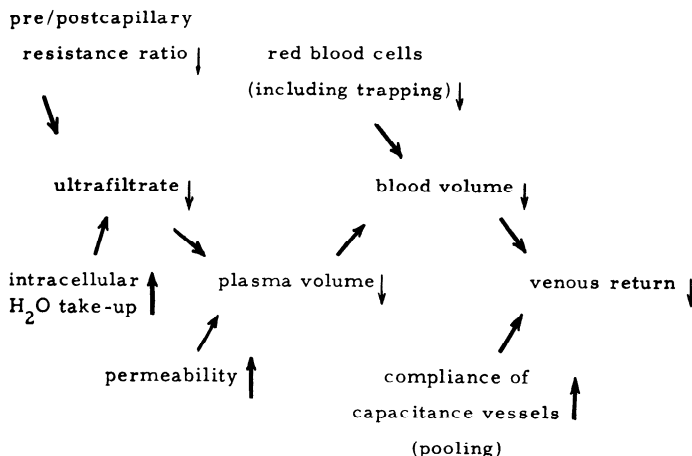 pre/postcapillary
resistance ratio ↓
red blood cells
(including trapping) ↓
ultrafiltrate ↓
blood volume ↓
intracellular ↑
H₂O take-up
plasma volume ↓
venous return ↓
permeability ↑
compliance of
capacitance vessels ↑
(pooling)